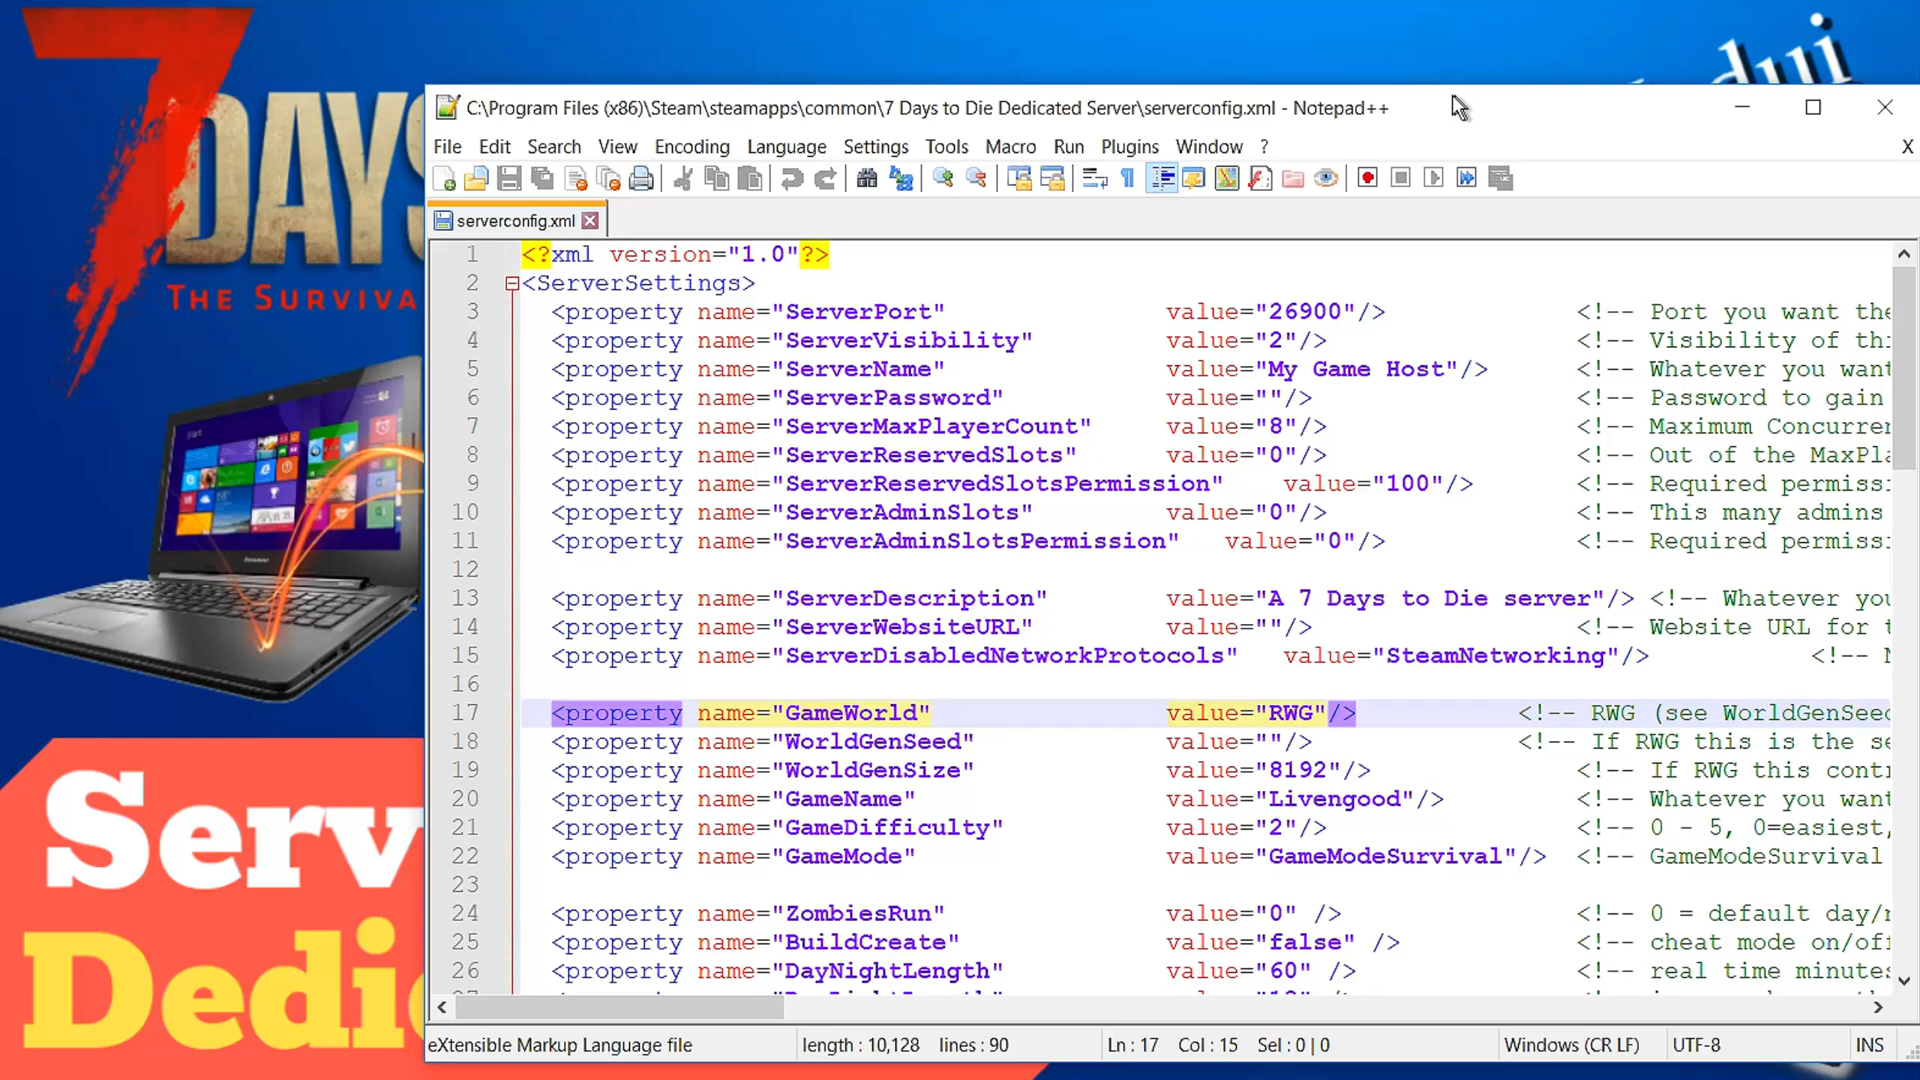 7
DAYS
THE SURVIVA
Serv
Dedi
C:\Program Files (x86)\Steam\steamapps\common\7 Days to Die Dedicated Server\serverconfig.xml - Notepad++
File Edit Search View Encoding Language Settings Tools Macro Run Plugins Window ? X
serverconfig.xml
1 <?xml version="1.0"?>
2 <ServerSettings>
3 <property name="ServerPort" value="26900"/> <!-- Port you want the
4 <property name="ServerVisibility" value="2"/> <!-- Visibility of thi
5 <property name="ServerName" value="My Game Host"/> <!-- Whatever you want
6 <property name="ServerPassword" value=""/> <!-- Password to gain
7 <property name="ServerMaxPlayerCount" value="8"/> <!-- Maximum Concurren
8 <property name="ServerReservedSlots" value="0"/> <!-- Out of the MaxPla
9 <property name="ServerReservedSlotsPermission" value="100"/> <!-- Required permissi
10 <property name="ServerAdminSlots" value="0"/> <!-- This many admins
11 <property name="ServerAdminSlotsPermission" value="0"/> <!-- Required permissi
12
13 <property name="ServerDescription" value="A 7 Days to Die server"/> <!-- Whatever you
14 <property name="ServerWebsiteURL" value=""/> <!-- Website URL for t
15 <property name="ServerDisabledNetworkProtocols" value="SteamNetworking"/> <!-- N
16
17 <property name="GameWorld" value="RWG"/> <!-- RWG (see WorldGenSeed
18 <property name="WorldGenSeed" value=""/> <!-- If RWG this is the se
19 <property name="WorldGenSize" value="8192"/> <!-- If RWG this contr
20 <property name="GameName" value="Livengood"/> <!-- Whatever you want
21 <property name="GameDifficulty" value="2"/> <!-- 0 - 5, 0=easiest,
22 <property name="GameMode" value="GameModeSurvival"/> <!-- GameModeSurvival
23
24 <property name="ZombiesRun" value="0" /> <!-- 0 = default day/n
25 <property name="BuildCreate" value="false" /> <!-- cheat mode on/off
26 <property name="DayNightLength" value="60" /> <!-- real time minutes
eXtensible Markup Language file length : 10,128 lines : 90 Ln : 17 Col : 15 Sel : 0 | 0 Windows (CR LF) UTF-8 INS